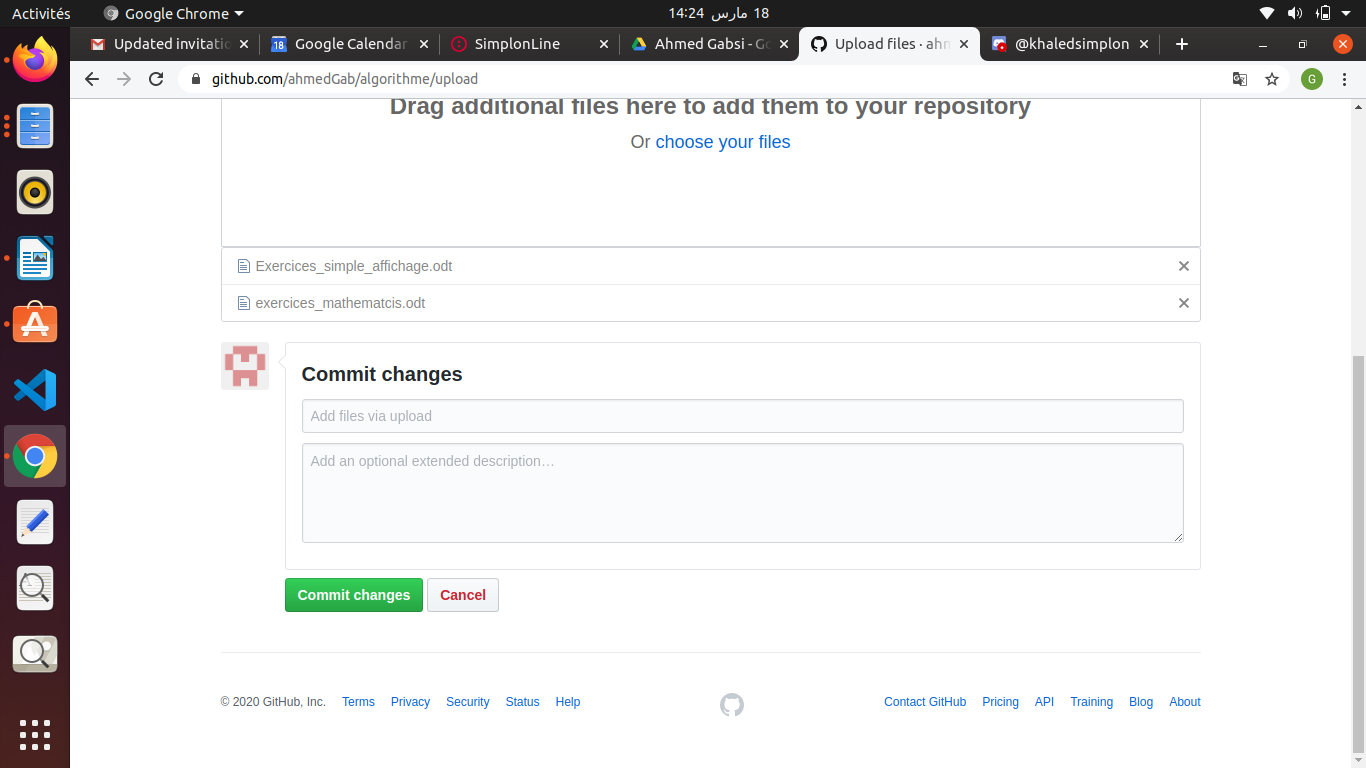 Activités
Google Chrome
14:24 18 مارس
Updated invitatio
Google Calendar
SimplonLine
Ahmed Gabsi - Go
Upload files · ahm
@khaledsimplon
github.com/ahmedGab/algorithme/upload
G
Drag additional files here to add them to your repository
Or choose your files
Exercices_simple_affichage.odt
exercices_mathematcis.odt
Commit changes
Add files via upload
Add an optional extended description…
Commit changes
Cancel
© 2020 GitHub, Inc. Terms Privacy Security Status Help
Contact GitHub Pricing API Training Blog About